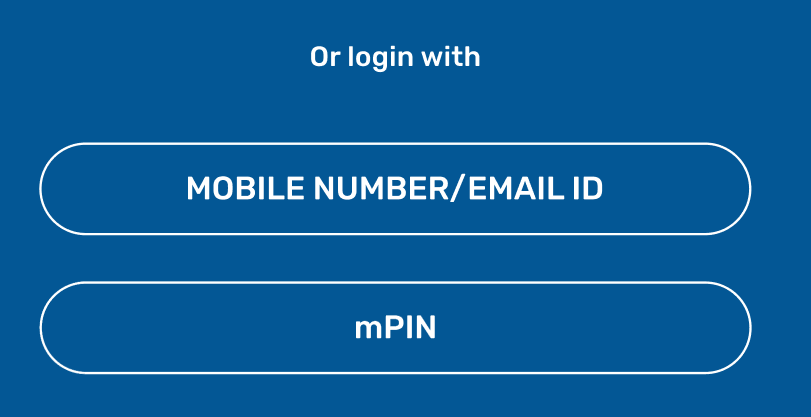 Or login with
MOBILE NUMBER/EMAIL ID
mPIN